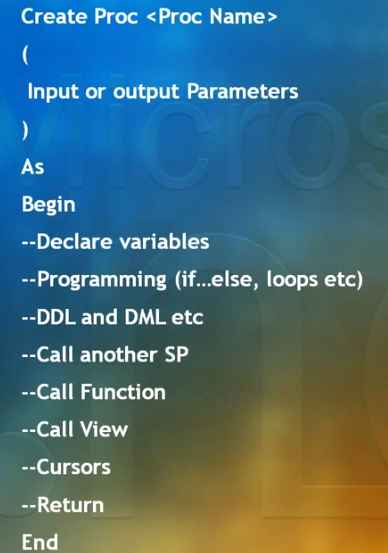 Create Proc <Proc Name>
(
Input or output Parameters
)
As
Begin
--Declare variables
--Programming (if...else, loops etc)
--DDL and DML etc
--Call another SP
--Call Function
--Call View
--Cursors
--Return
End